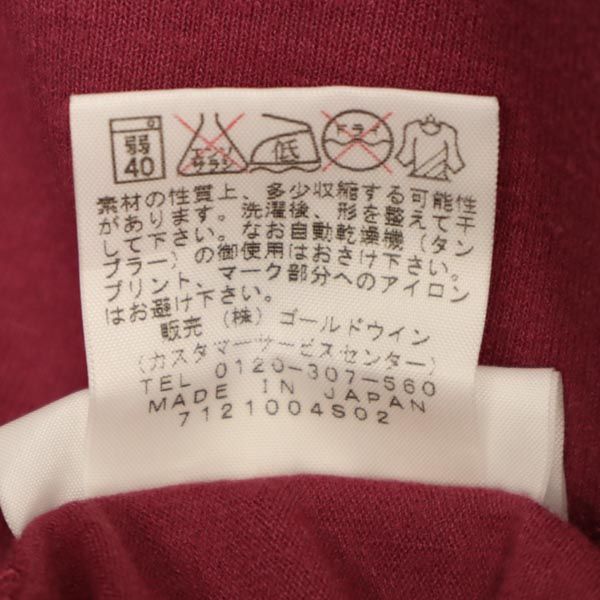 弱 40 エンソサラシ 低 ドライ
素材の性質上、多少収縮する可能性
があります。洗濯後、形を整えて干
して下さい。なお自動乾燥機(タン
ブラー)の御使用はおさけ下さい。
プリント、マーク部分へのアイロン
はお避け下さい。
販売 (株)ゴールドウイン
(カスタマーサービスセンター)
TEL 0120-307-560
MADE IN JAPAN
7121004S02